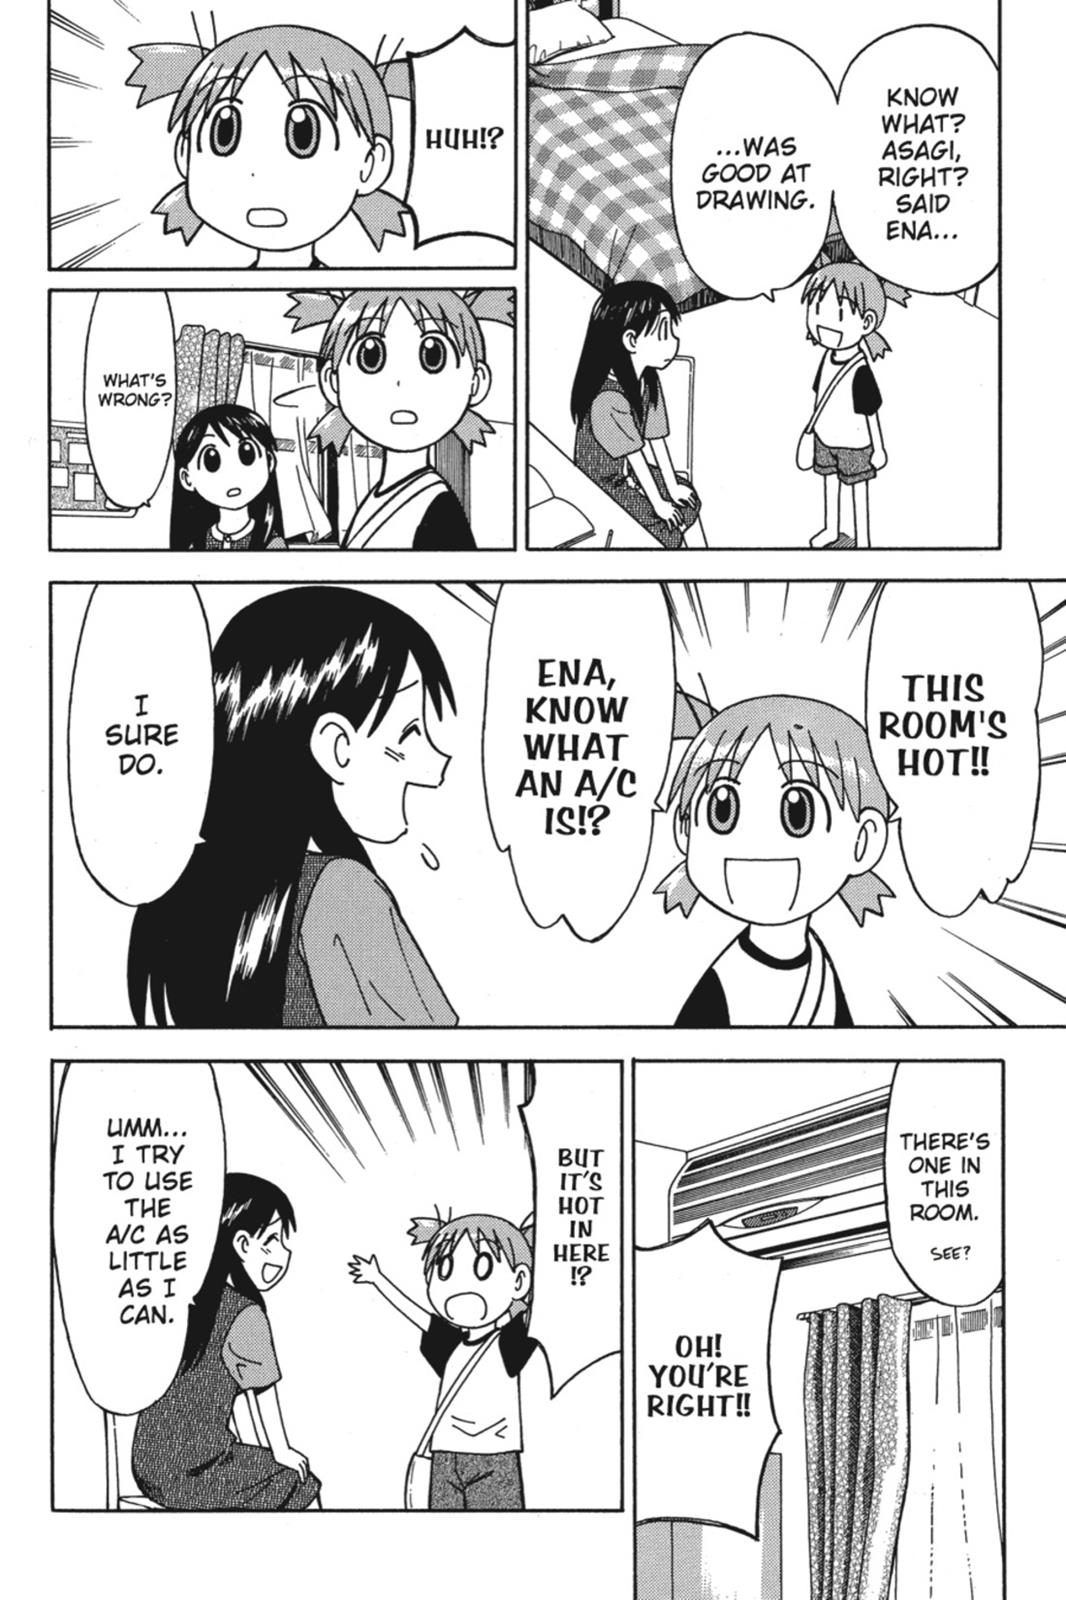 KNOW
WHAT?
ASAGI,
RIGHT?
SAID
ENA...
...WAS
GOOD AT
DRAWING.
HUH!?
WHAT'S
WRONG?
THIS
ROOM'S
HOT!!
ENA,
KNOW
WHAT
AN A/C
IS!?
I
SURE
DO.
THERE'S
ONE IN
THIS
ROOM.
SEE?
OH!
YOU'RE
RIGHT!!
BUT
IT'S
HOT
IN
HERE
!?
UMM...
I TRY
TO USE
THE
A/C AS
LITTLE
AS I
CAN.